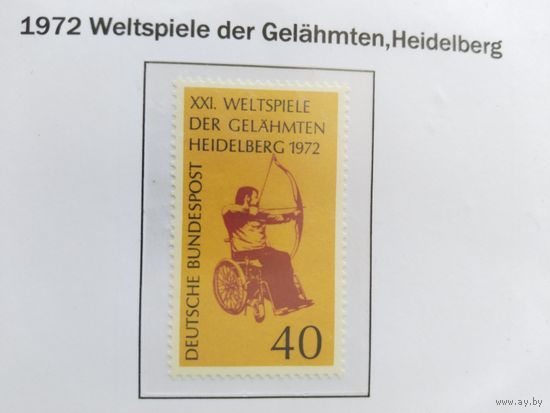 1972 Weltspiele der Gelähmten,Heidelberg
XXI. WELTSPIELE
DER GELÄHMTEN
HEIDELBERG 1972
DEUTSCHE BUNDESPOST
40
www.ay.by